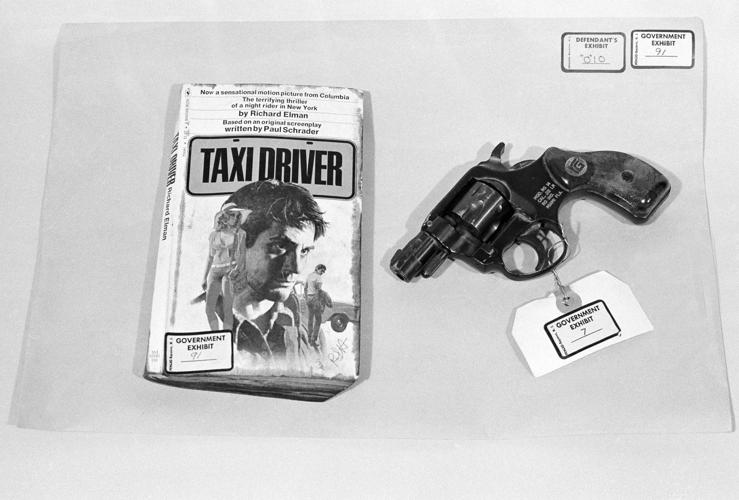 DEFENDANT'S
EXHIBIT
"O"10
GOVERNMENT
EXHIBIT
91
Now a sensational motion picture from Columbia
The terrifying thriller
of a night rider in New York
by Richard Elman
Based on an original screenplay
written by Paul Schrader
TAXI DRIVER
TAXI DRIVER Richard Elman
GOVERNMENT
EXHIBIT
91
RG
GOVERNMENT
EXHIBIT
7